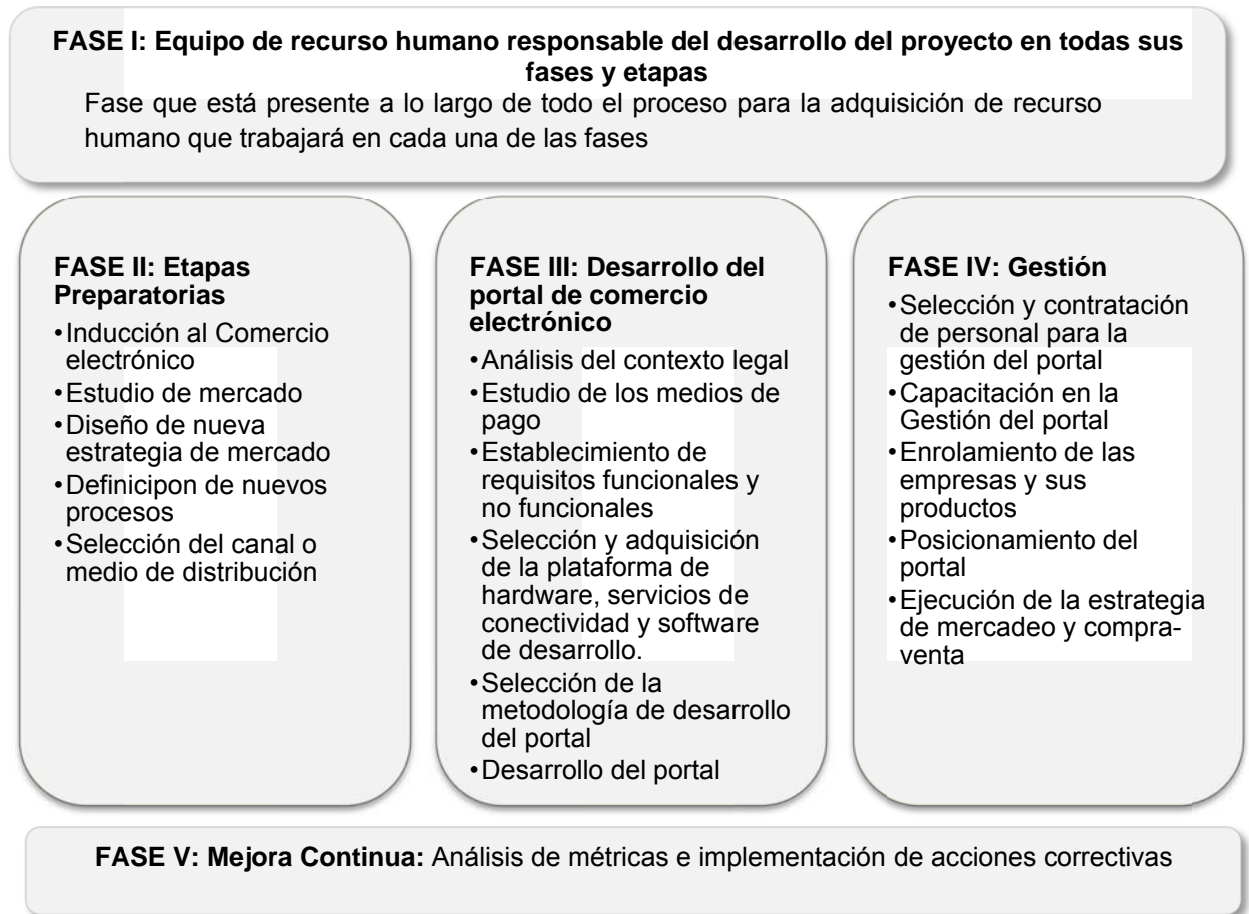 FASE I: Equipo de recurso humano responsable del desarrollo del proyecto en todas sus
fases y etapas
Fase que está presente a lo largo de todo el proceso para la adquisición de recurso
humano que trabajará en cada una de las fases
FASE II: Etapas
Preparatorias
•Inducción al Comercio
electrónico
•Estudio de mercado
•Diseño de nueva
estrategia de mercado
•Definicipon de nuevos
procesos
•Selección del canal o
medio de distribución
FASE III: Desarrollo del
portal de comercio
electrónico
•Análisis del contexto legal
•Estudio de los medios de
pago
•Establecimiento de
requisitos funcionales y
no funcionales
•Selección y adquisición
de la plataforma de
hardware, servicios de
conectividad y software
de desarrollo.
•Selección de la
metodología de desarrollo
del portal
•Desarrollo del portal
FASE IV: Gestión
•Selección y contratación
de personal para la
gestión del portal
•Capacitación en la
Gestión del portal
•Enrolamiento de las
empresas y sus
productos
•Posicionamiento del
portal
•Ejecución de la estrategia
de mercadeo y compra-
venta
FASE V: Mejora Continua: Análisis de métricas e implementación de acciones correctivas